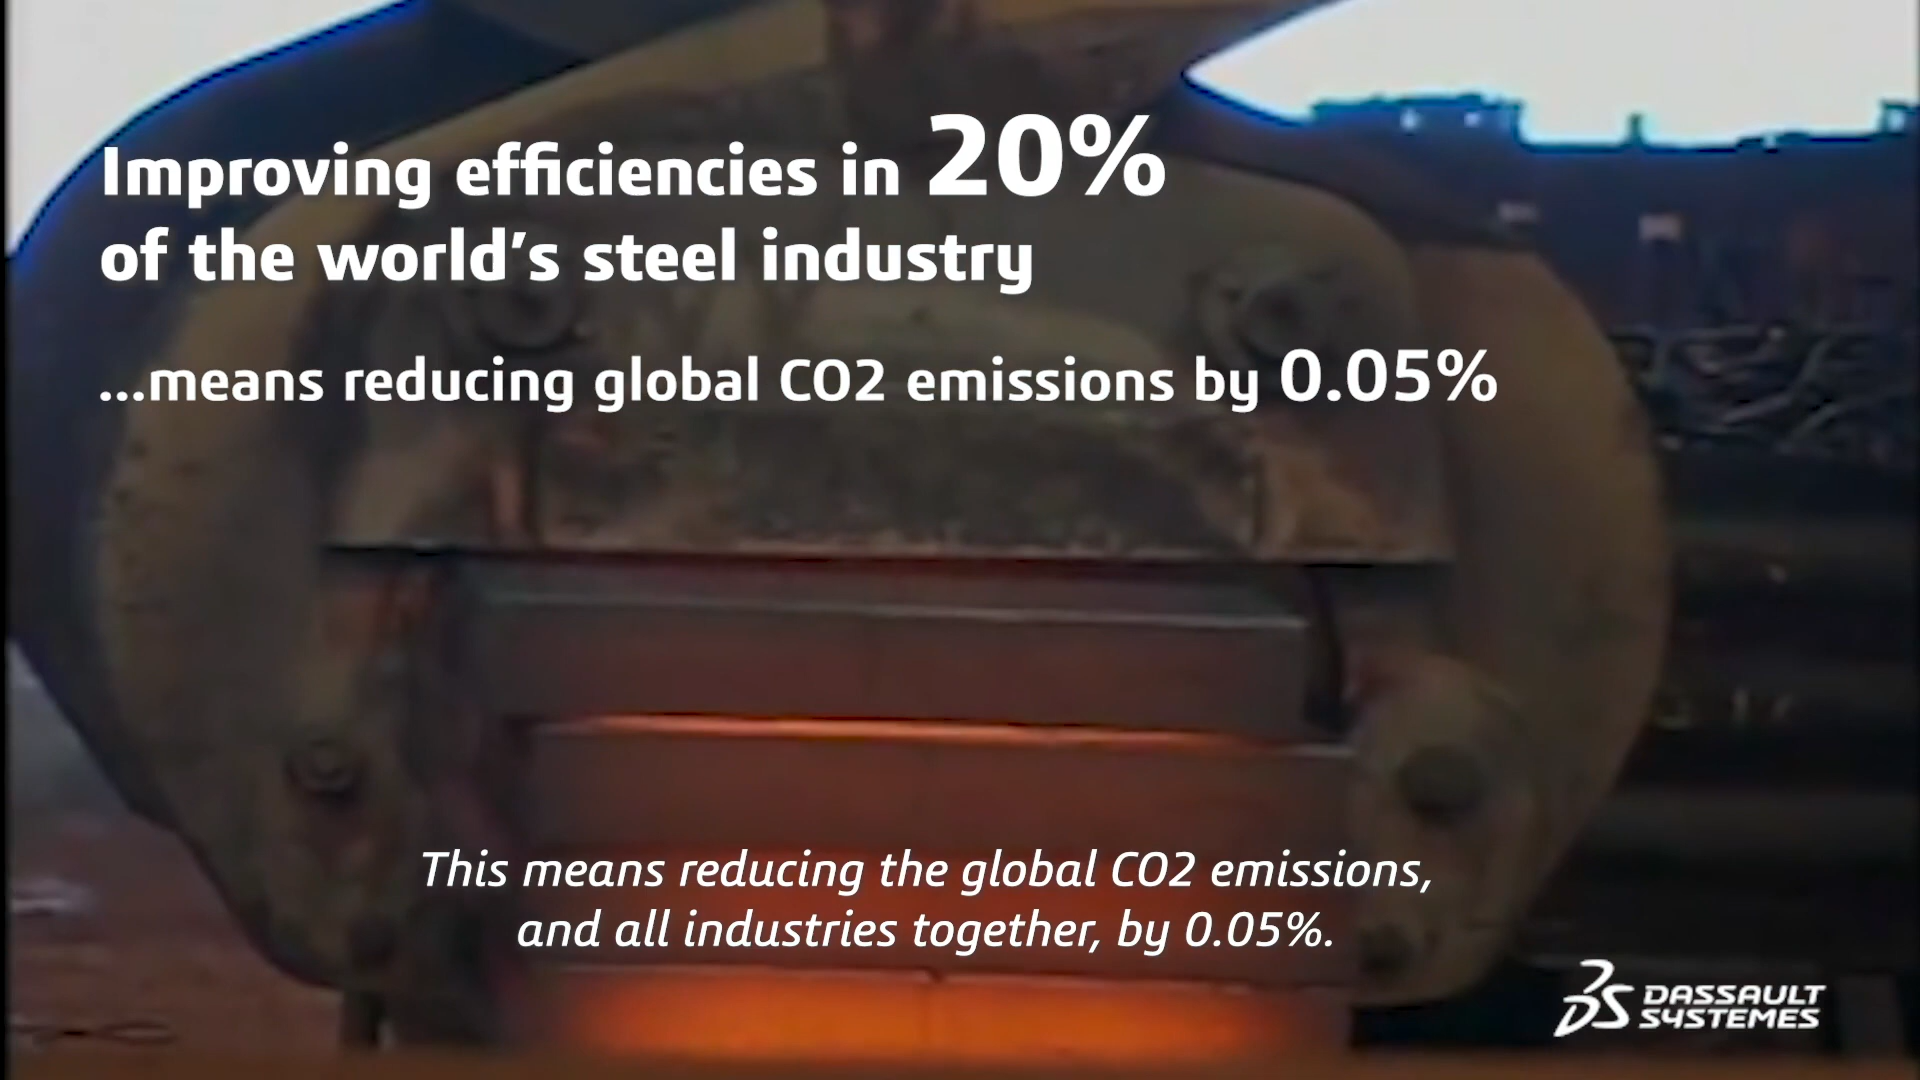 Improving efficiencies in 20%
of the world's steel industry
...means reducing global CO2 emissions by 0.05%
This means reducing the global CO2 emissions,
and all industries together, by 0.05%.
DASSAULT
SYSTEMES